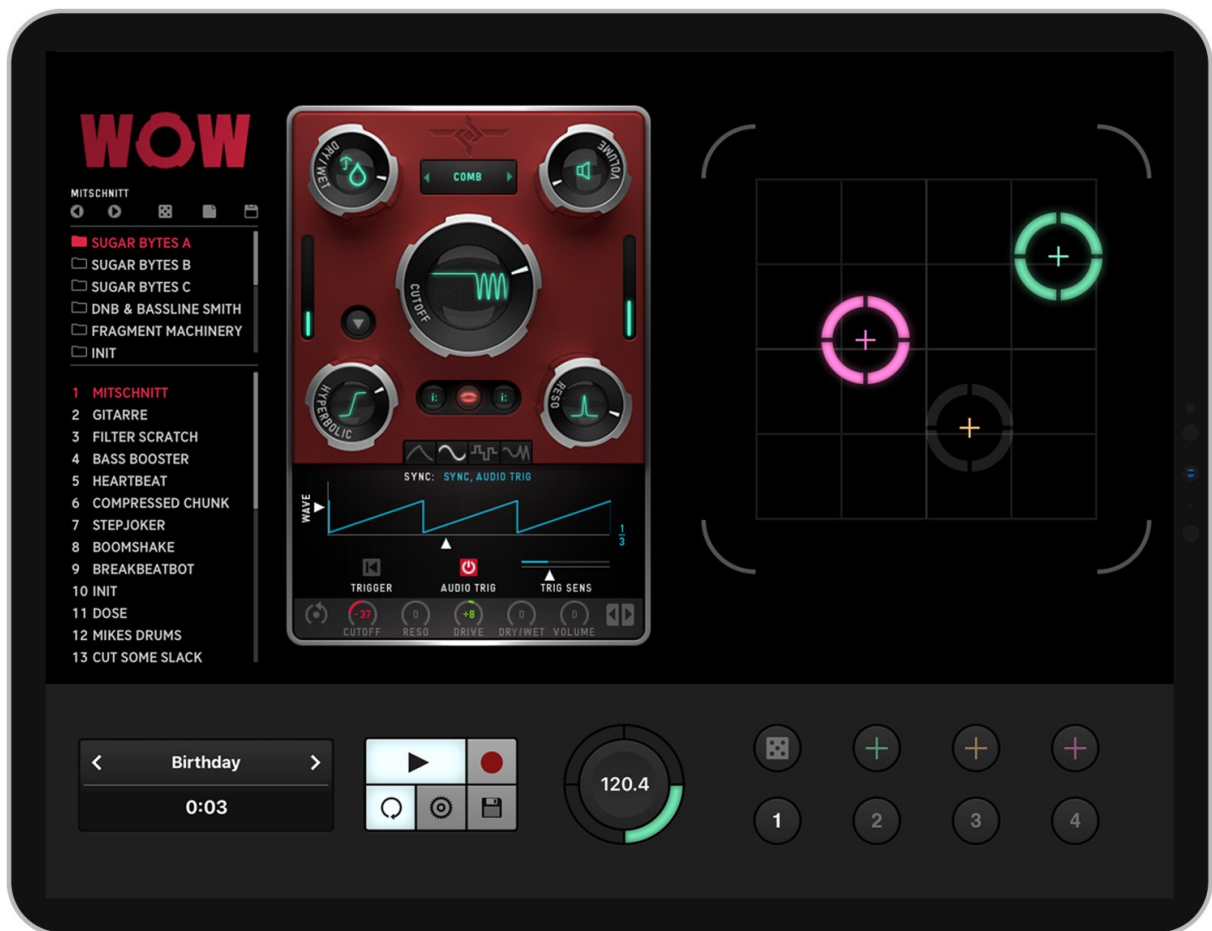 WOW
MITSCHNITT
SUGAR BYTES A
SUGAR BYTES B
SUGAR BYTES C
DNB & BASSLINE SMITH
FRAGMENT MACHINERY
INIT
1 MITSCHNITT
2 GITARRE
3 FILTER SCRATCH
4 BASS BOOSTER
5 HEARTBEAT
6 COMPRESSED CHUNK
7 STEPJOKER
8 BOOMSHAKE
9 BREAKBEATBOT
10 INIT
11 DOSE
12 MIKES DRUMS
13 CUT SOME SLACK
DRY/WET
COMB
VOLUME
CUTOFF
HYPERBOLIC
i:
i:
RESO
SYNC: SYNC, AUDIO TRIG
WAVE
1
3
TRIGGER
AUDIO TRIG
TRIG SENS
-37
0
+8
0
0
CUTOFF
RESO
DRIVE
DRY/WET
VOLUME
Birthday
0:03
120.4
1
2
3
4